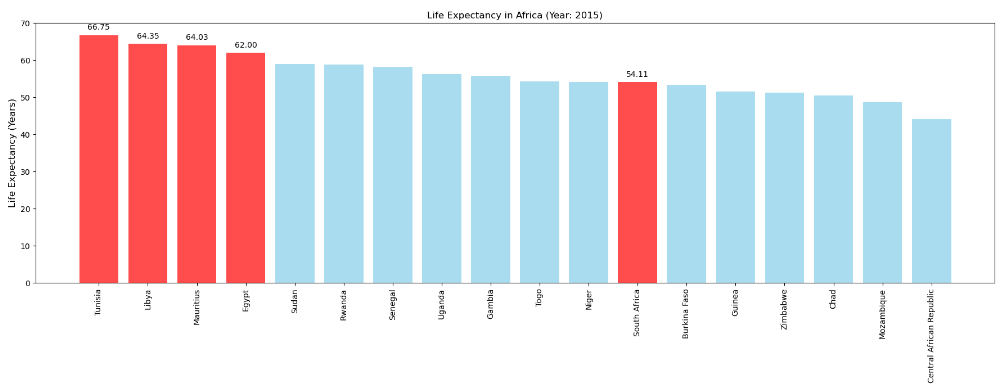 Life Expectancy in Africa (Year: 2015)
Life Expectancy (Years)
70
60
50
40
30
20
10
0
66.75
64.35
64.03
62.00
54.11
Tunisia
Libya
Mauritius
Egypt
Sudan
Rwanda
Senegal
Uganda
Gambia
Togo
Niger
South Africa
Burkina Faso
Guinea
Zimbabwe
Chad
Mozambique
Central African Republic